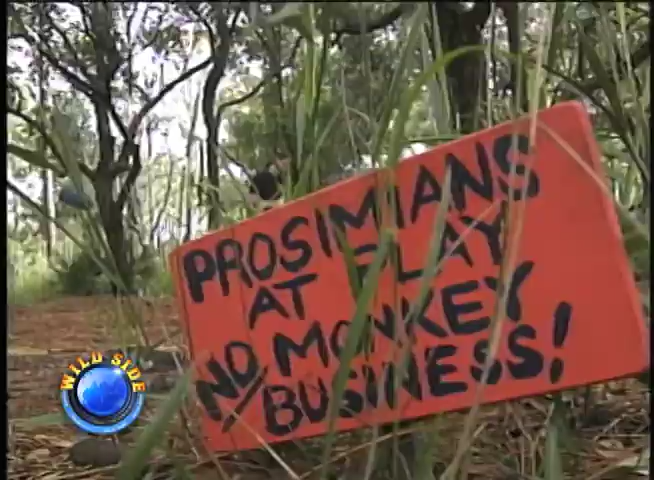 PROSIMIANS
AT PLAY
NO MONKEY
BUSINESS!
WILD SIDE